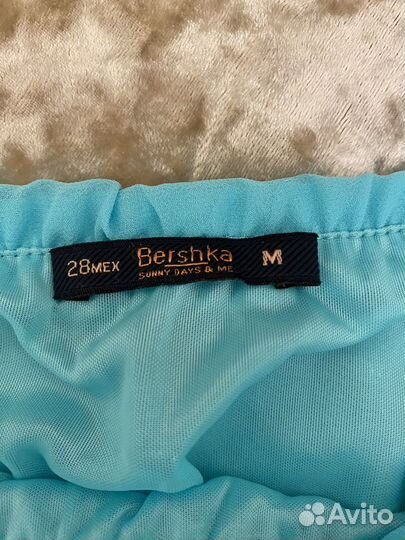 28MEX Bershka M
SUNNY DAYS & ME
Avito